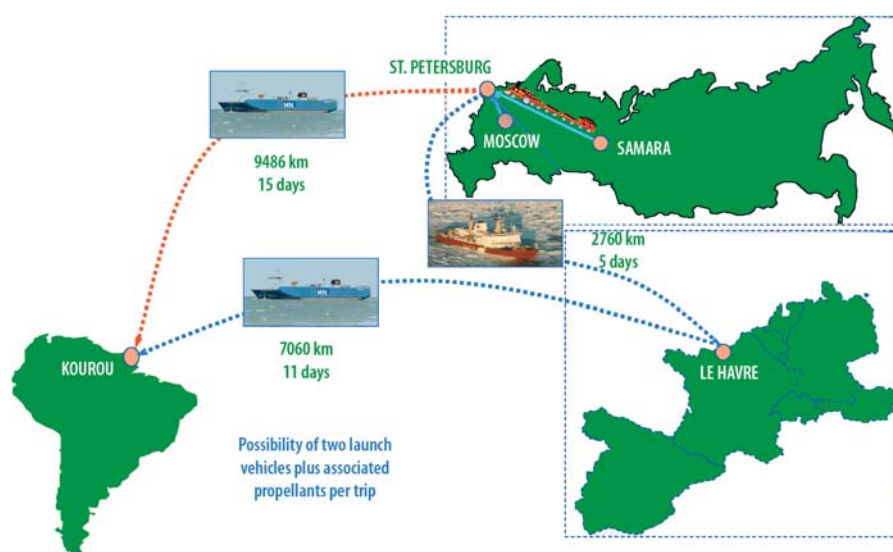 ST. PETERSBURG
MOSCOW
SAMARA
9486 km
15 days
2760 km
5 days
7060 km
11 days
KOUROU
LE HAVRE
Possibility of two launch
vehicles plus associated
propellants per trip